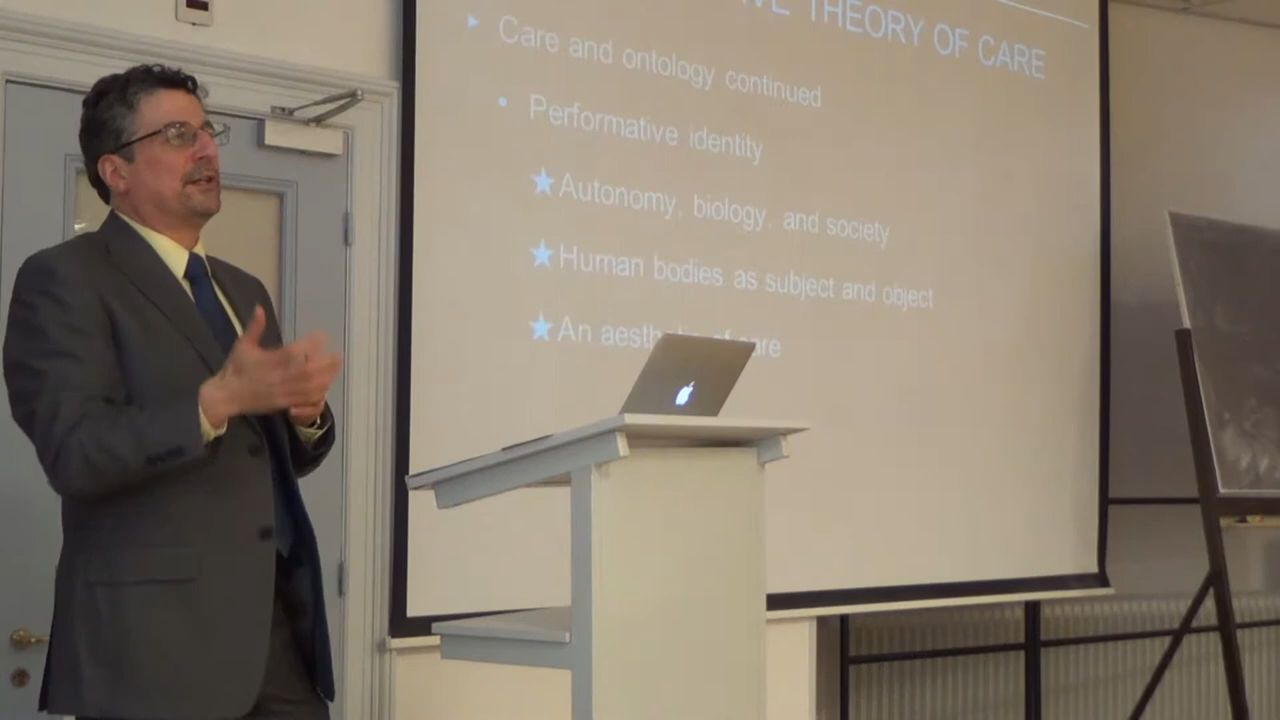 THEORY OF CARE
Care and ontology continued
Performative identity
Autonomy, biology, and society
Human bodies as subject and object
An